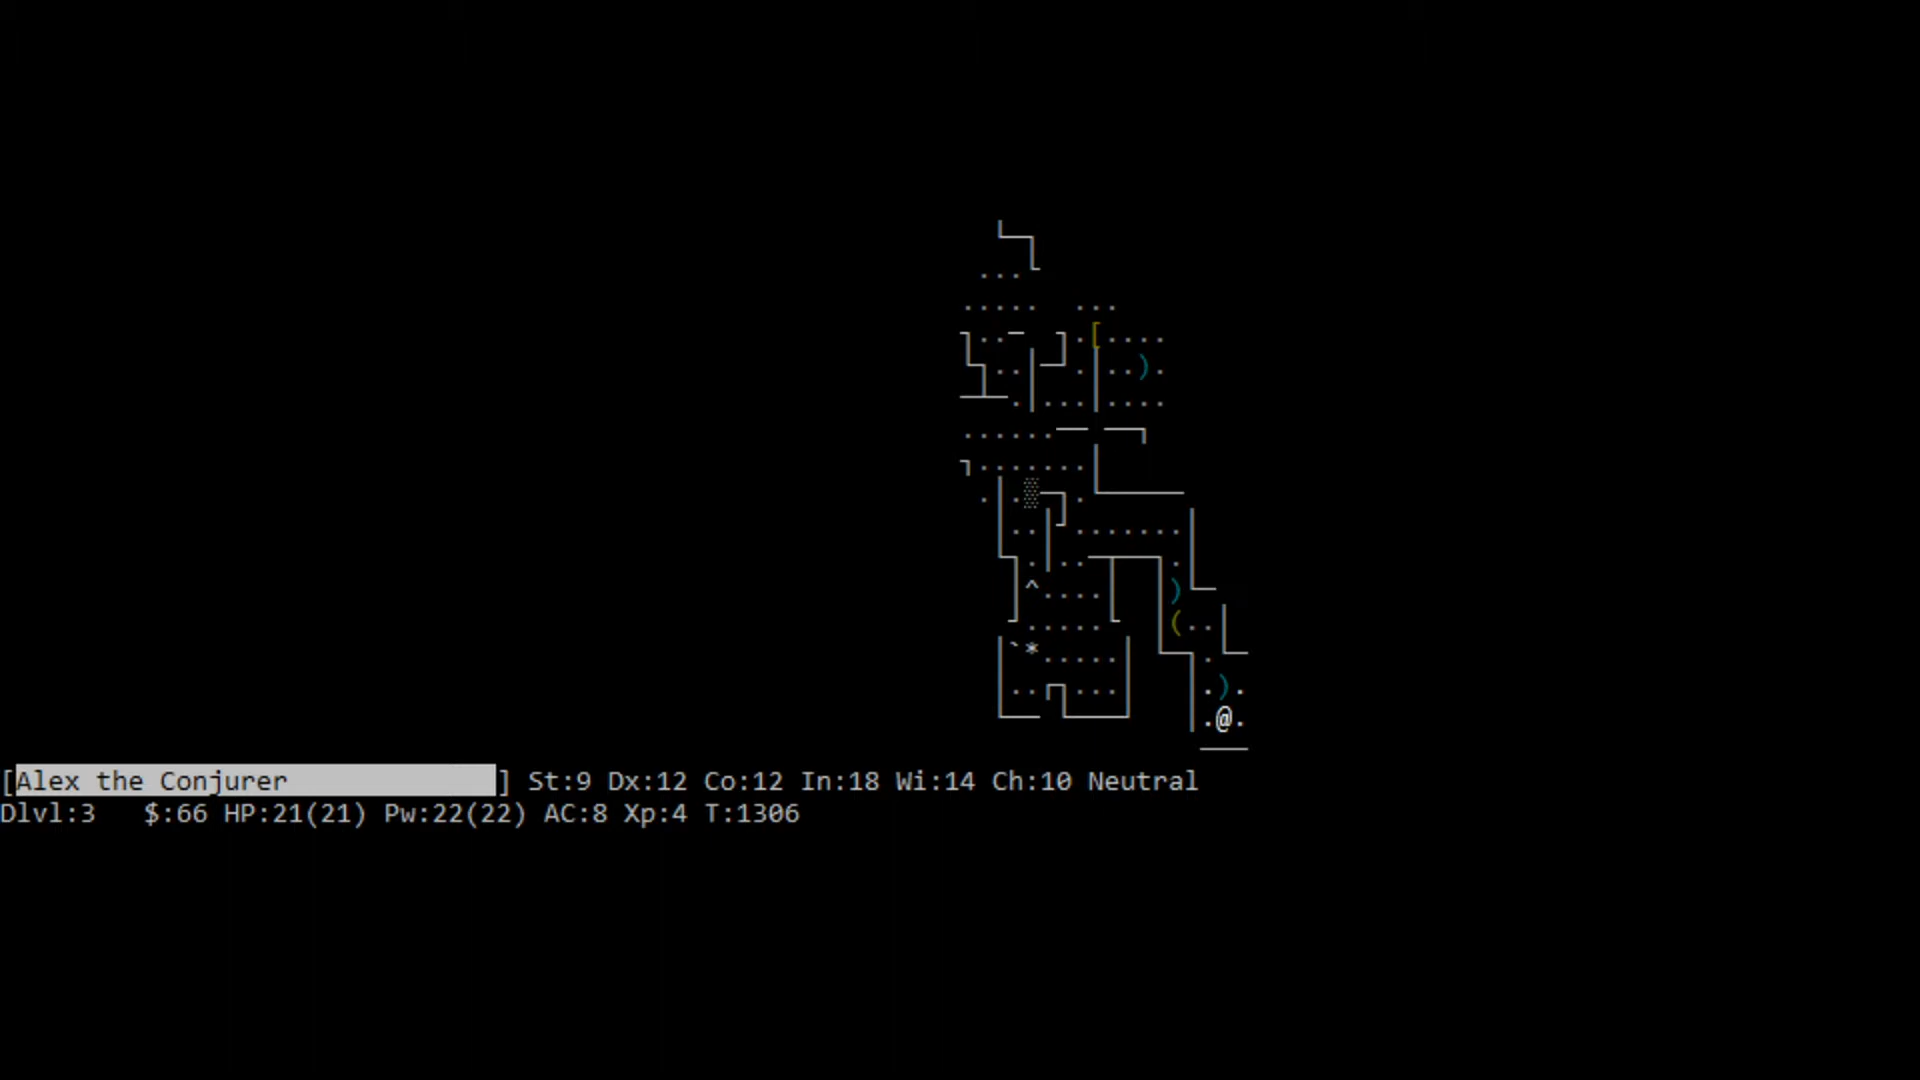 [Alex the Conjurer ] St:9 Dx:12 Co:12 In:18 Wi:14 Ch:10 Neutral
Dlvl:3 $:66 HP:21(21) Pw:22(22) AC:8 Xp:4 T:1306